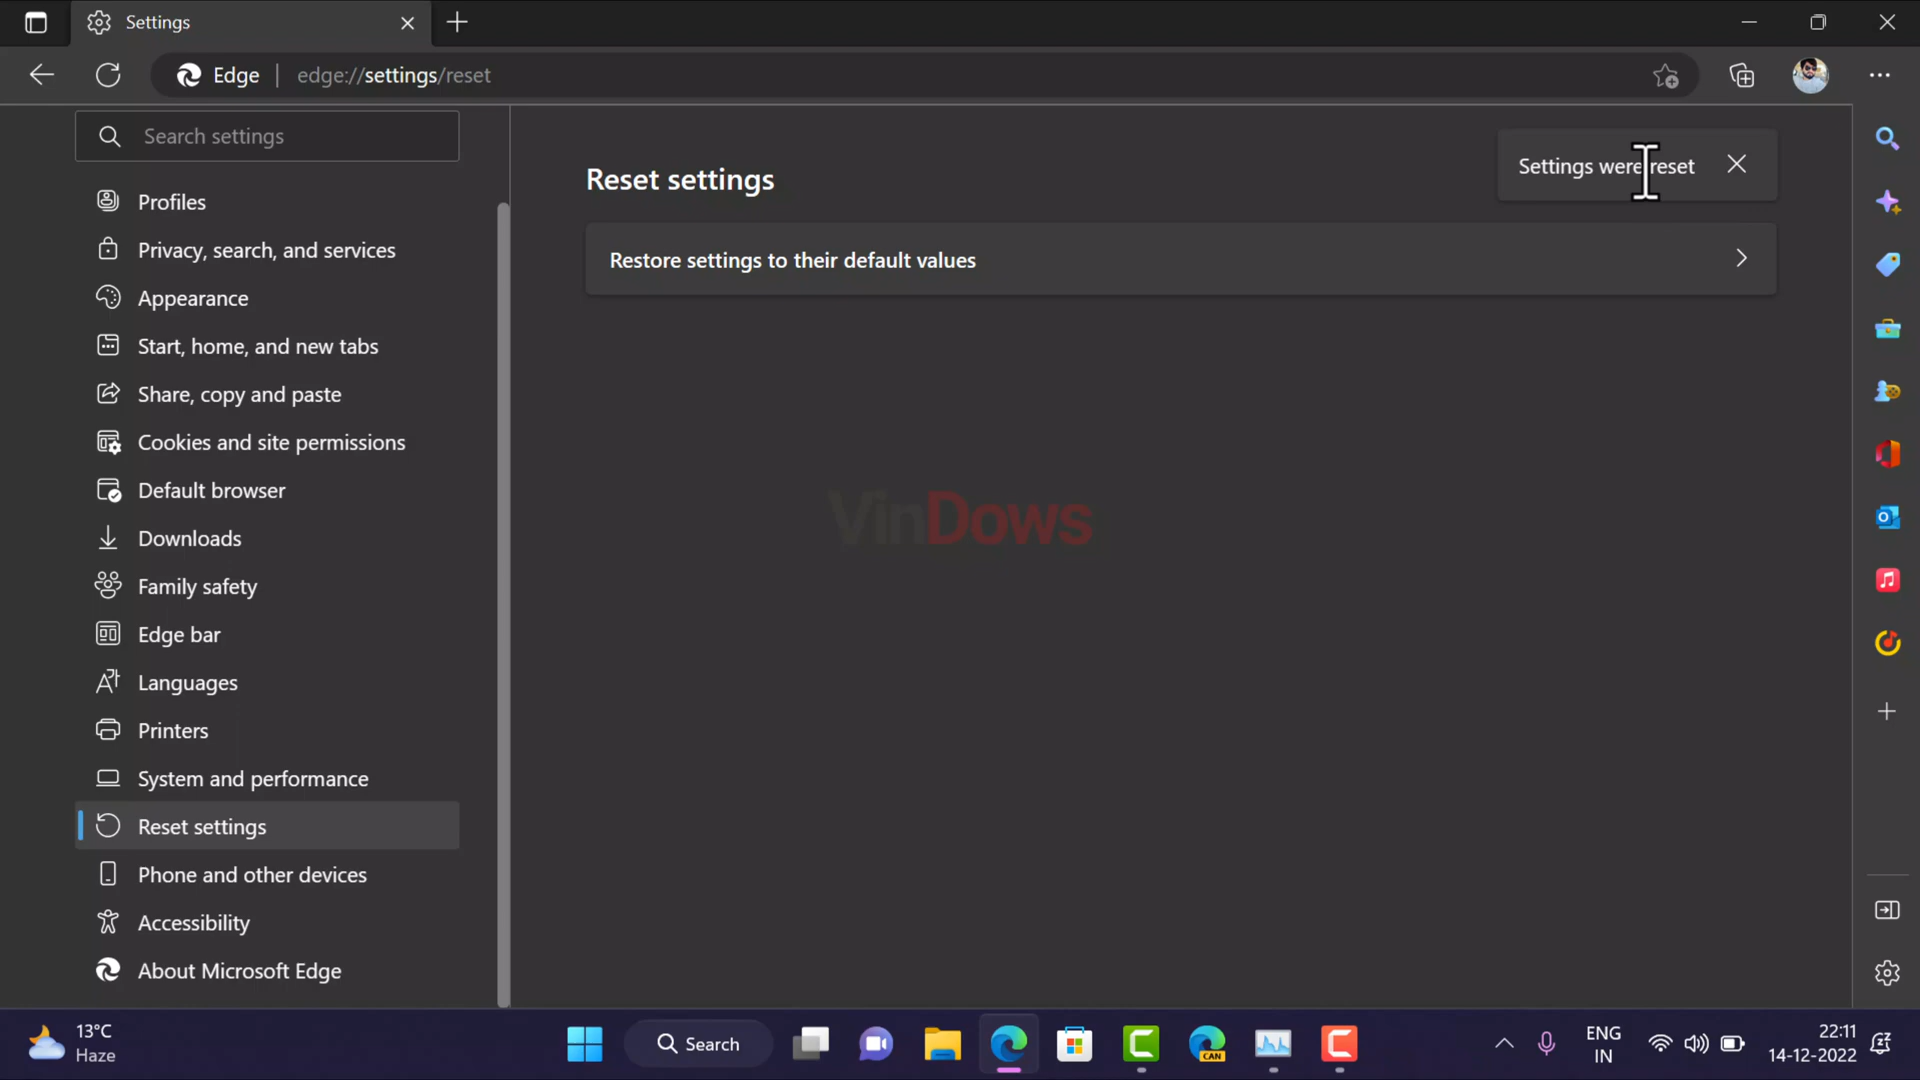 Settings
Edge
edge://settings/reset
Search settings
Profiles
Privacy, search, and services
Appearance
Start, home, and new tabs
Share, copy and paste
Cookies and site permissions
Default browser
Downloads
Family safety
Edge bar
Languages
Printers
System and performance
Reset settings
Phone and other devices
Accessibility
About Microsoft Edge
Reset settings
Settings were reset
Restore settings to their default values
VinDows
13°C
Haze
Search
CAN
ENG
IN
22:11
14-12-2022